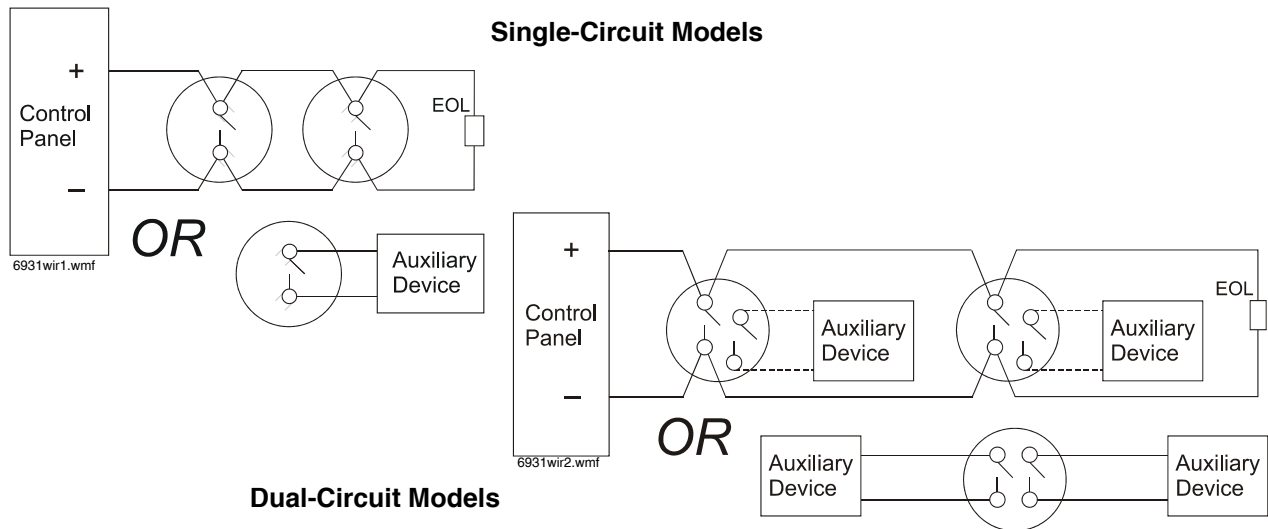 Single-Circuit Models
+
Control
Panel
−
EOL
6931wir1.wmf
OR
Auxiliary
Device
+
Control
Panel
−
Auxiliary
Device
Auxiliary
Device
EOL
6931wir2.wmf
OR
Auxiliary
Device
Auxiliary
Device
Dual-Circuit Models